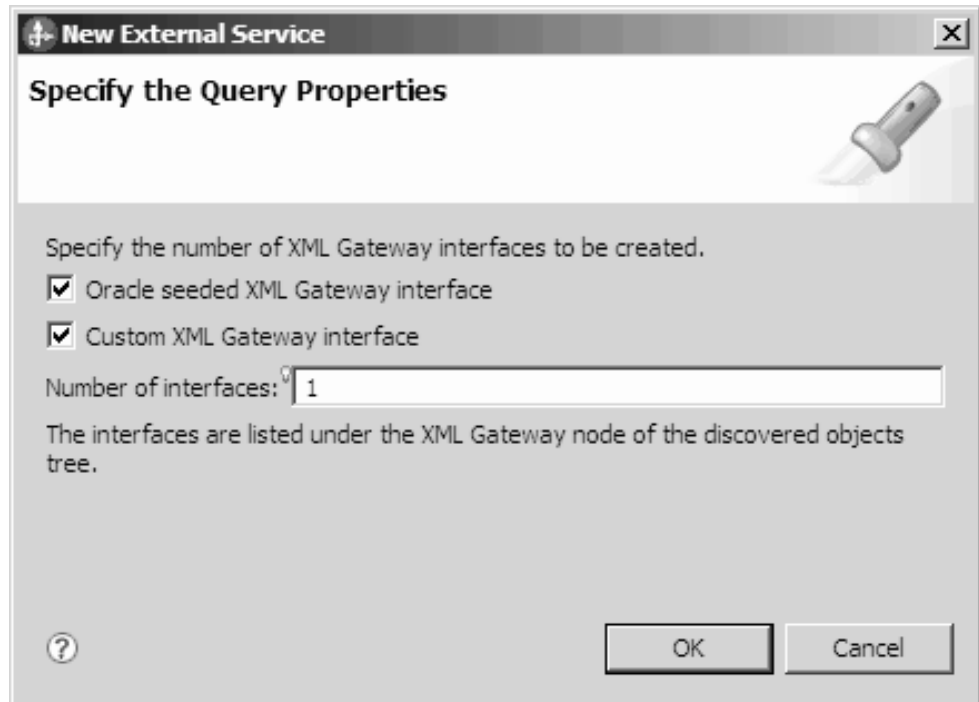 New External Service
Specify the Query Properties
Specify the number of XML Gateway interfaces to be created.
Oracle seeded XML Gateway interface
Custom XML Gateway interface
Number of interfaces: 1
The interfaces are listed under the XML Gateway node of the discovered objects
tree.
?
OK Cancel